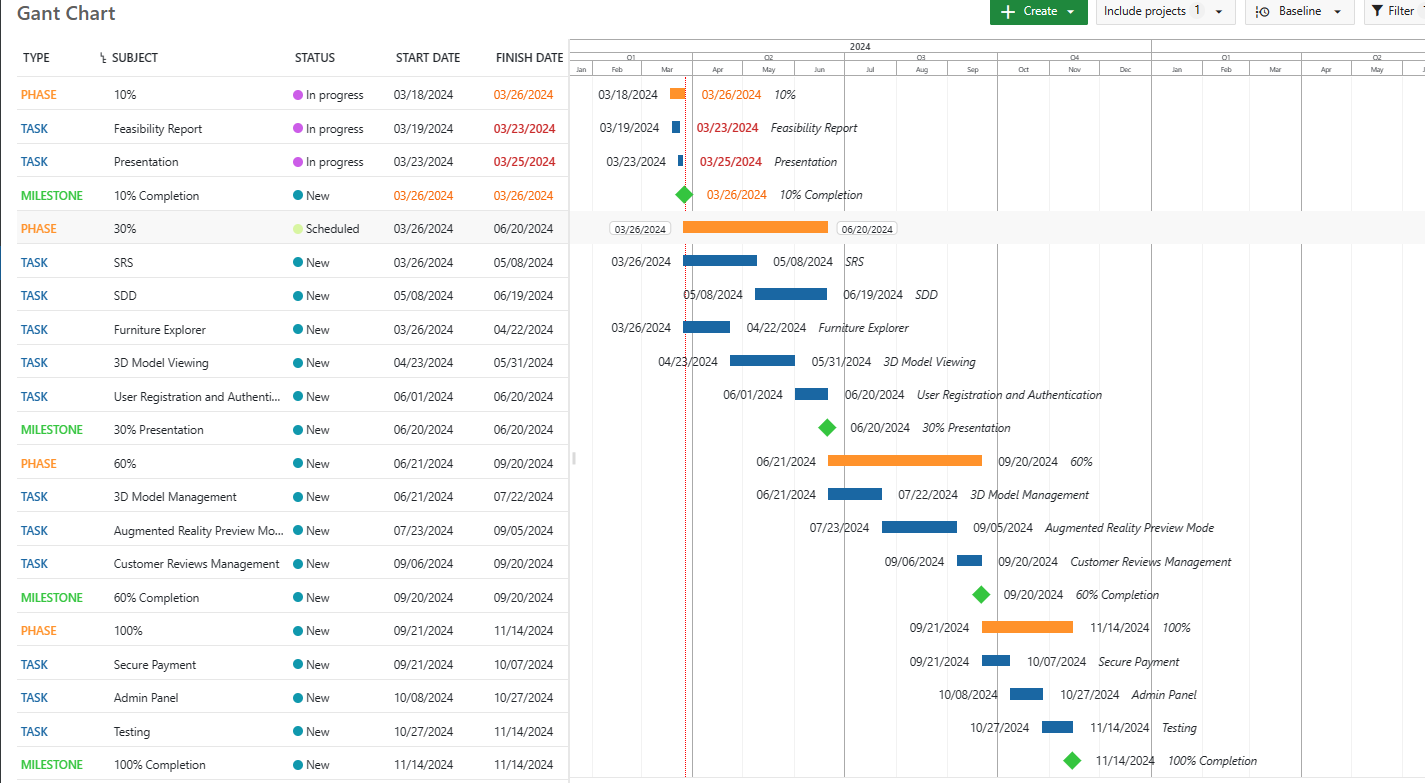 Gant Chart
Create
Include projects 1
Baseline
Filter
TYPE SUBJECT STATUS START DATE FINISH DATE
2024
Q1 Q2 Q3 Q4 Q1 Q2
Jan Feb Mar Apr May Jun Jul Aug Sep Oct Nov Dec Jan Feb Mar Apr May
PHASE 10% In progress 03/18/2024 03/26/2024 03/18/2024 03/26/2024 10%
TASK Feasibility Report In progress 03/19/2024 03/23/2024 03/19/2024 03/23/2024 Feasibility Report
TASK Presentation In progress 03/23/2024 03/25/2024 03/23/2024 03/25/2024 Presentation
MILESTONE 10% Completion New 03/26/2024 03/26/2024 03/26/2024 10% Completion
PHASE 30% Scheduled 03/26/2024 06/20/2024 03/26/2024 06/20/2024
TASK SRS New 03/26/2024 05/08/2024 03/26/2024 05/08/2024 SRS
TASK SDD New 05/08/2024 06/19/2024 05/08/2024 06/19/2024 SDD
TASK Furniture Explorer New 03/26/2024 04/22/2024 03/26/2024 04/22/2024 Furniture Explorer
TASK 3D Model Viewing New 04/23/2024 05/31/2024 04/23/2024 05/31/2024 3D Model Viewing
TASK User Registration and Authenti... New 06/01/2024 06/20/2024 06/01/2024 06/20/2024 User Registration and Authentication
MILESTONE 30% Presentation New 06/20/2024 06/20/2024 06/20/2024 30% Presentation
PHASE 60% New 06/21/2024 09/20/2024 06/21/2024 09/20/2024 60%
TASK 3D Model Management New 06/21/2024 07/22/2024 06/21/2024 07/22/2024 3D Model Management
TASK Augmented Reality Preview Mo... New 07/23/2024 09/05/2024 07/23/2024 09/05/2024 Augmented Reality Preview Mode
TASK Customer Reviews Management New 09/06/2024 09/20/2024 09/06/2024 09/20/2024 Customer Reviews Management
MILESTONE 60% Completion New 09/20/2024 09/20/2024 09/20/2024 60% Completion
PHASE 100% New 09/21/2024 11/14/2024 09/21/2024 11/14/2024 100%
TASK Secure Payment New 09/21/2024 10/07/2024 09/21/2024 10/07/2024 Secure Payment
TASK Admin Panel New 10/08/2024 10/27/2024 10/08/2024 10/27/2024 Admin Panel
TASK Testing New 10/27/2024 11/14/2024 10/27/2024 11/14/2024 Testing
MILESTONE 100% Completion New 11/14/2024 11/14/2024 11/14/2024 100% Completion